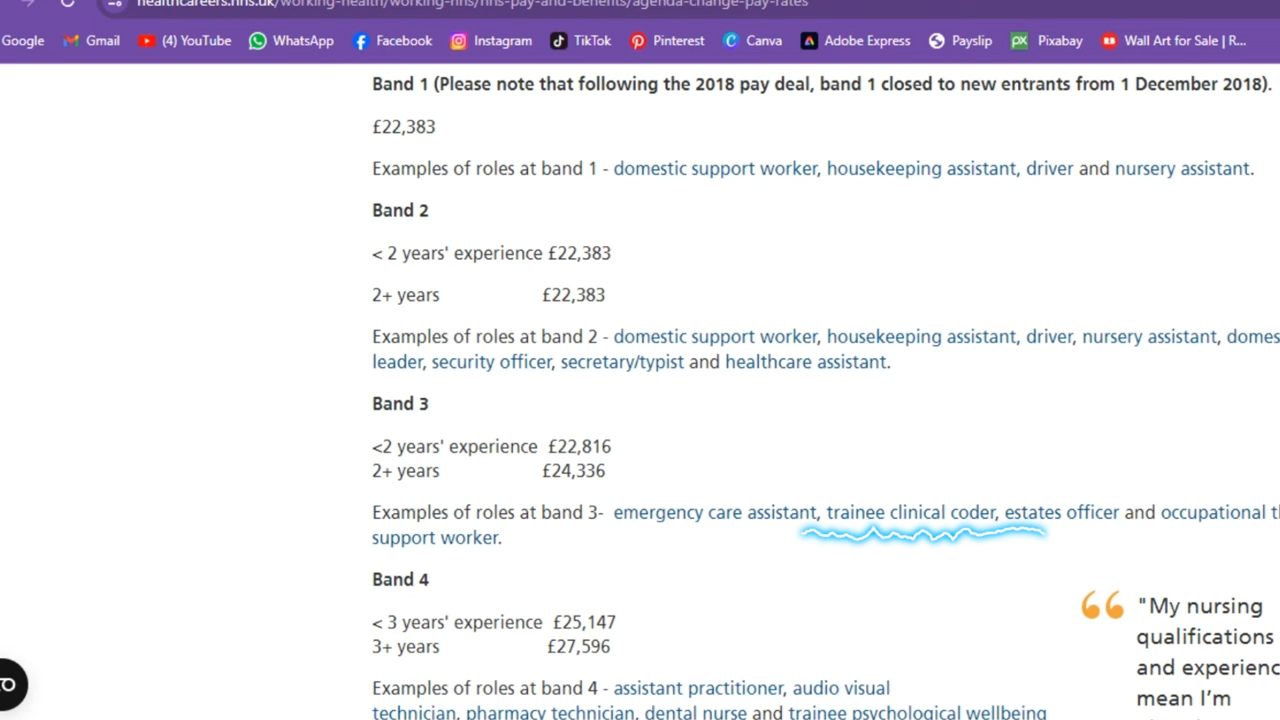 healthcareers.nhs.uk/working-health/working-nhs/nhs-pay-and-benefits/agenda-change-pay-rates
Google Gmail (4) YouTube WhatsApp Facebook Instagram TikTok Pinterest Canva Adobe Express Payslip Pixabay Wall Art for Sale | R...
Band 1 (Please note that following the 2018 pay deal, band 1 closed to new entrants from 1 December 2018).
£22,383
Examples of roles at band 1 - domestic support worker, housekeeping assistant, driver and nursery assistant.
Band 2
< 2 years' experience £22,383
2+ years £22,383
Examples of roles at band 2 - domestic support worker, housekeeping assistant, driver, nursery assistant, domes
leader, security officer, secretary/typist and healthcare assistant.
Band 3
<2 years' experience £22,816
2+ years £24,336
Examples of roles at band 3- emergency care assistant, trainee clinical coder, estates officer and occupational th
support worker.
Band 4
< 3 years' experience £25,147
3+ years £27,596
Examples of roles at band 4 - assistant practitioner, audio visual
technician, pharmacy technician, dental nurse and trainee psychological wellbeing
"My nursing
qualifications
and experienc
mean I'm